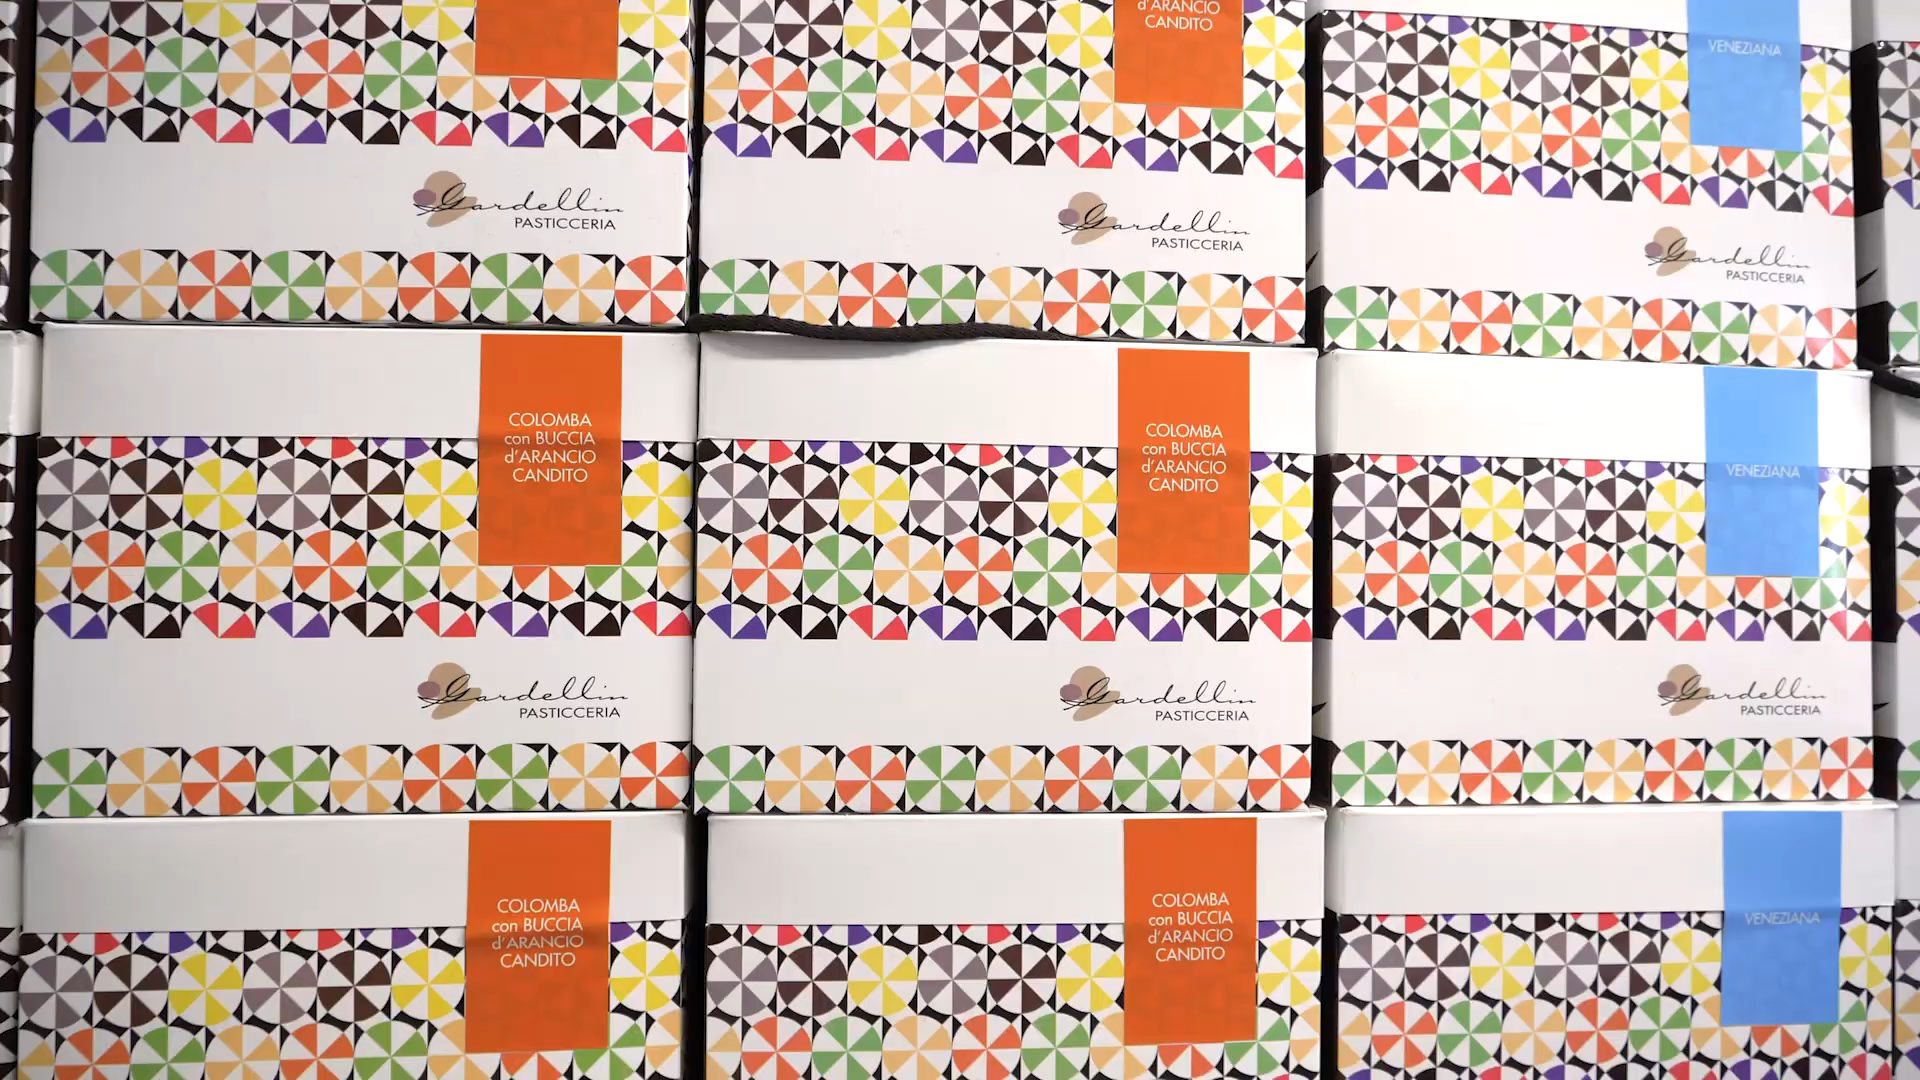 d'ARANCIO
CANDITO
VENEZIANA
Gardellin
PASTICCERIA
Gardellin
PASTICCERIA
Gardellin
PASTICCERIA
COLOMBA
con BUCCIA
d'ARANCIO
CANDITO
COLOMBA
con BUCCIA
d'ARANCIO
CANDITO
VENEZIANA
Gardellin
PASTICCERIA
Gardellin
PASTICCERIA
Gardellin
PASTICCERIA
COLOMBA
con BUCCIA
d'ARANCIO
CANDITO
COLOMBA
con BUCCIA
d'ARANCIO
CANDITO
VENEZIANA